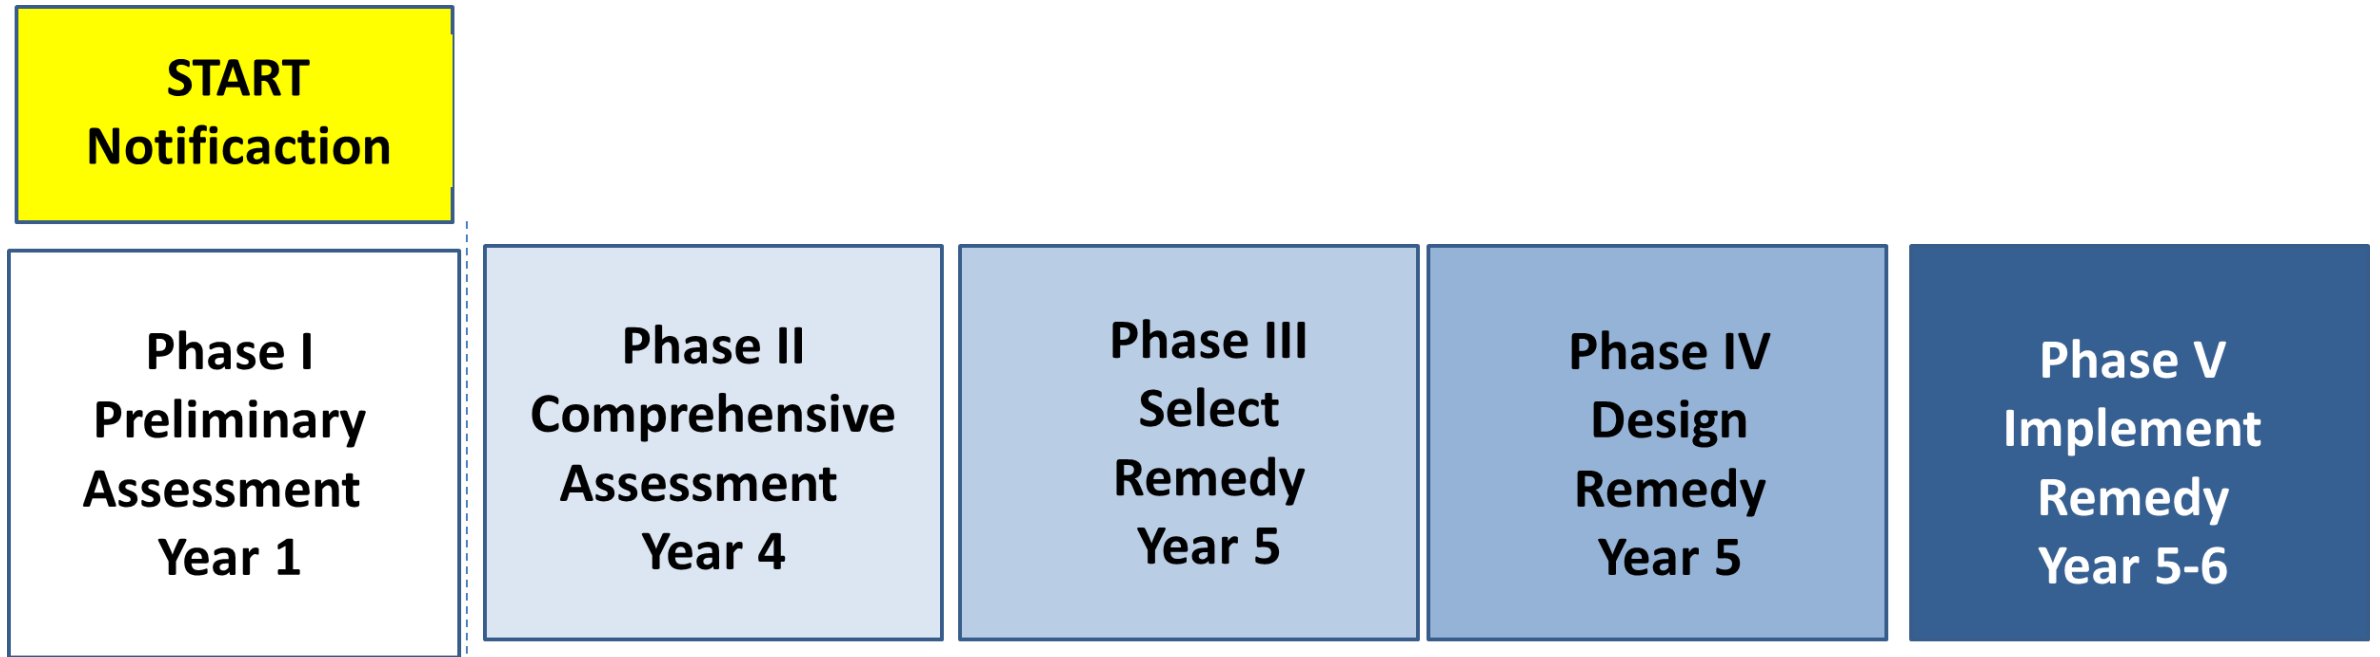 START
Notificaction
Phase I
Preliminary
Assessment
Year 1
Phase II
Comprehensive
Assessment
Year 4
Phase III
Select
Remedy
Year 5
Phase IV
Design
Remedy
Year 5
Phase V
Implement
Remedy
Year 5-6